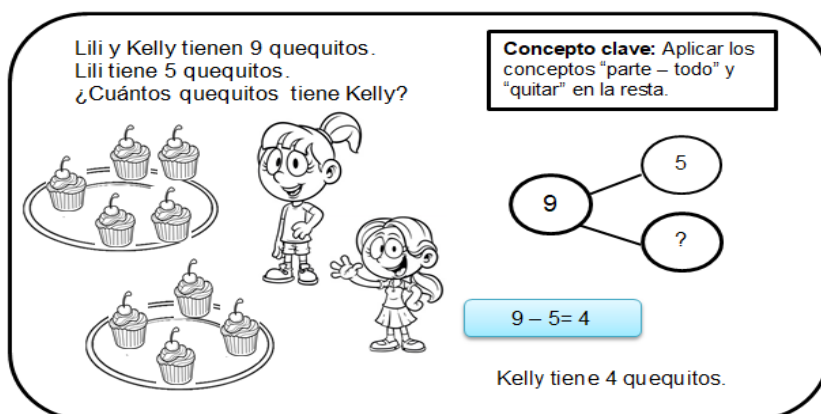 Lili y Kelly tienen 9 quequitos.
Lili tiene 5 quequitos.
¿Cuántos quequitos tiene Kelly?
Concepto clave: Aplicar los
conceptos “parte – todo” y
“quitar” en la resta.
5
9
?
9 – 5= 4
Kelly tiene 4 quequitos.